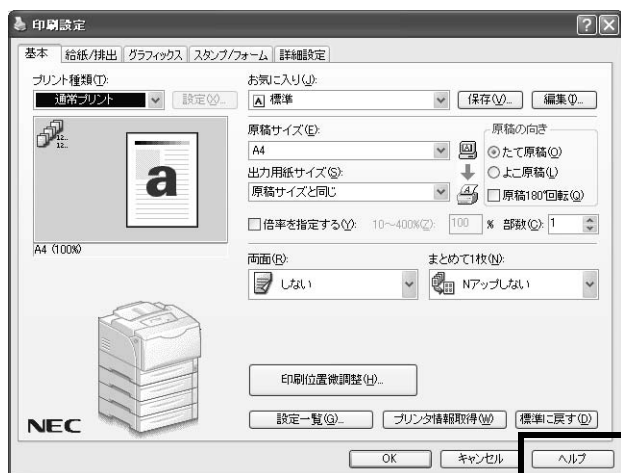 印刷設定
基本 給紙/排出 グラフィックス スタンプ/フォーム 詳細設定
プリント種類(T):
通常プリント 設定(X)...
12..
12..
a
A4 (100%)
NEC
お気に入り(J):
A 標準 保存(V)... 編集(I)...
原稿サイズ(E):
A4
出力用紙サイズ(S):
原稿サイズと同じ
原稿の向き
たて原稿(O)
よこ原稿(L)
原稿180°回転(Q)
倍率を指定する(Y): 10~400%(Z): 100 % 部数(C): 1
両面(R): まとめて1枚(N):
しない Nアップしない
印刷位置微調整(H)...
設定一覧(G)... プリンタ情報取得(W) 標準に戻す(D)
OK キャンセル ヘルプ